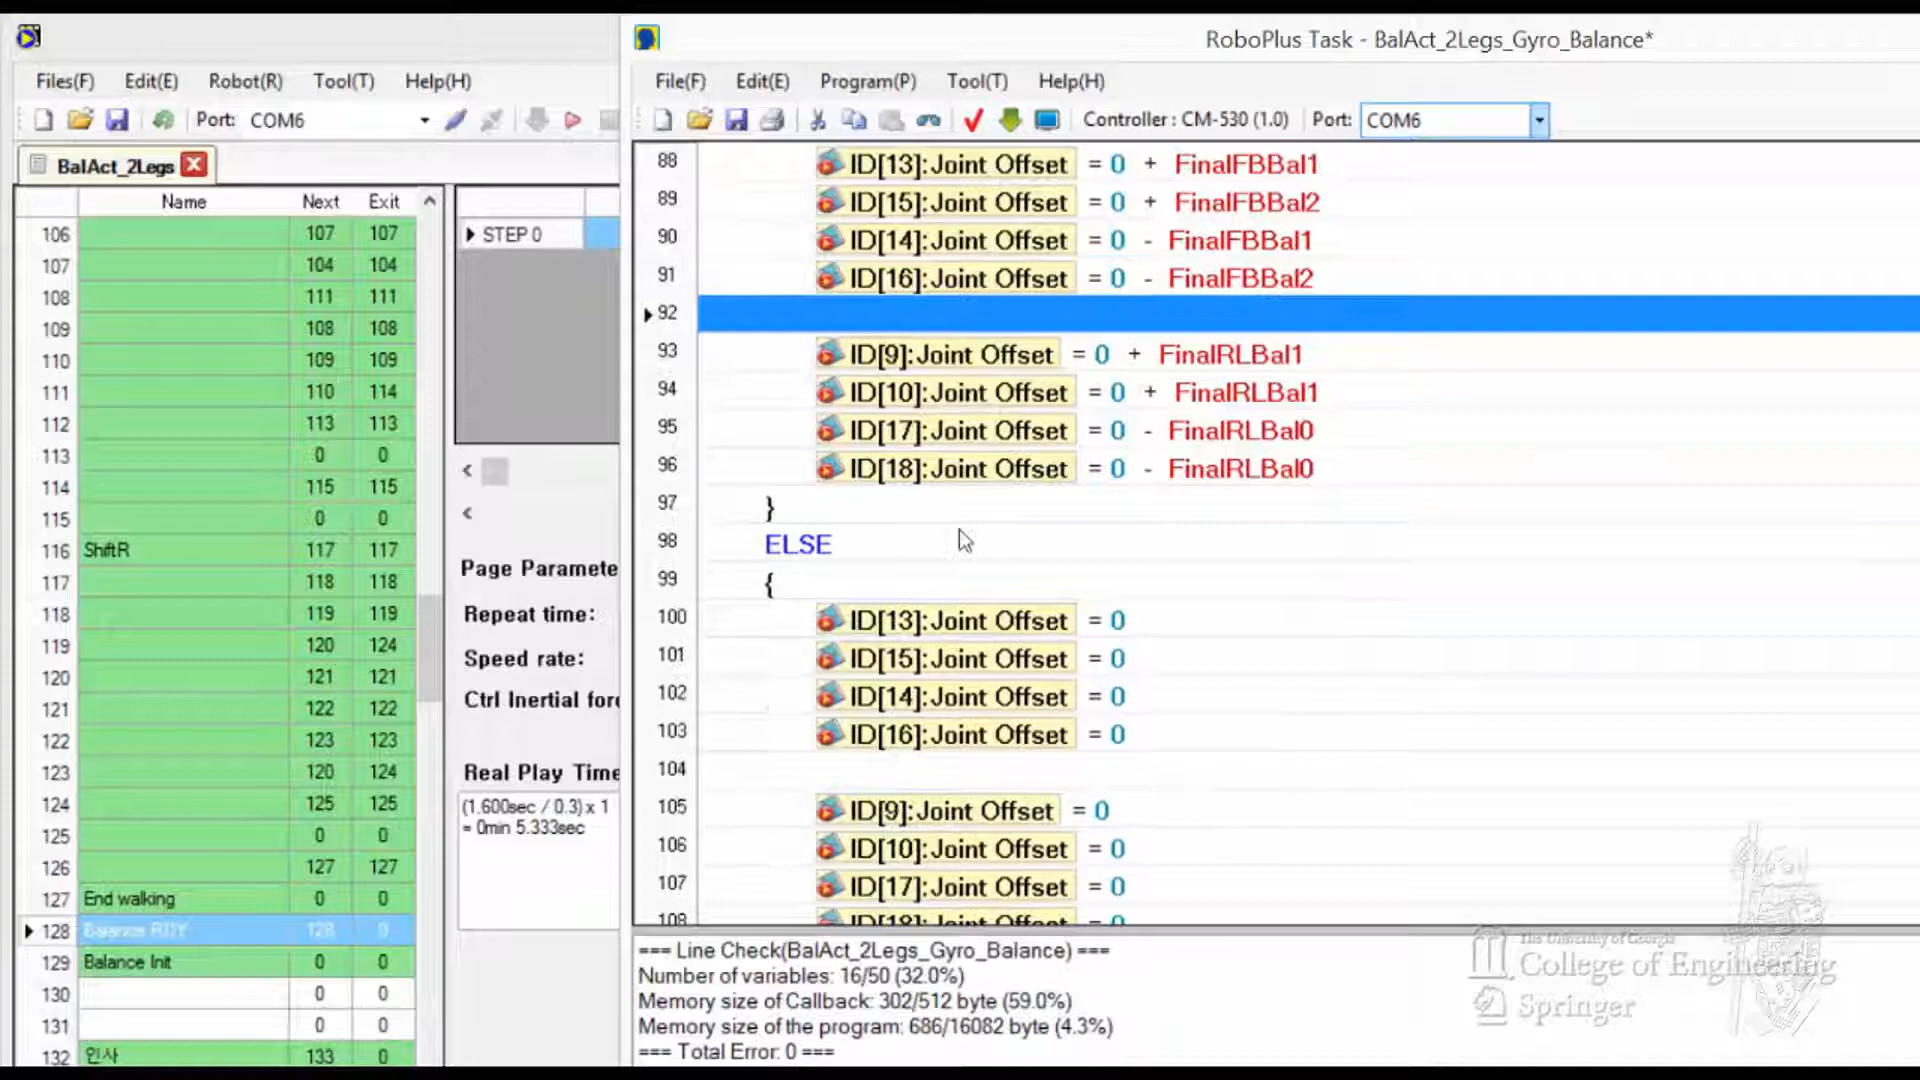 RoboPlus Task - BalAct_2Legs_Gyro_Balance*
Files(F) Edit(E) Robot(R) Tool(T) Help(H)
Port: COM6
BalAct_2Legs
Name Next Exit
106 107 107
107 104 104
108 111 111
109 108 108
110 109 109
111 110 114
112 113 113
113 0 0
114 115 115
115 0 0
116 ShiftR 117 117
117 118 118
118 119 119
119 120 124
120 121 121
121 122 122
122 123 123
123 120 124
124 125 125
125 0 0
126 127 127
127 End walking 0 0
128 Balance RDY 128 0
129 Balance Init 0 0
130 0 0
131 0 0
132 인사 133 0
STEP 0
Page Paramete
Repeat time:
Speed rate:
Ctrl Inertial forc
Real Play Time
(1.600sec / 0.3) x 1
= 0min 5.333sec
File(F) Edit(E) Program(P) Tool(T) Help(H)
Controller : CM-530 (1.0) Port: COM6
88 ID[13]:Joint Offset = 0 + FinalFBBal1
89 ID[15]:Joint Offset = 0 + FinalFBBal2
90 ID[14]:Joint Offset = 0 - FinalFBBal1
91 ID[16]:Joint Offset = 0 - FinalFBBal2
92
93 ID[9]:Joint Offset = 0 + FinalRLBal1
94 ID[10]:Joint Offset = 0 + FinalRLBal1
95 ID[17]:Joint Offset = 0 - FinalRLBal0
96 ID[18]:Joint Offset = 0 - FinalRLBal0
97 }
98 ELSE
99 {
100 ID[13]:Joint Offset = 0
101 ID[15]:Joint Offset = 0
102 ID[14]:Joint Offset = 0
103 ID[16]:Joint Offset = 0
104
105 ID[9]:Joint Offset = 0
106 ID[10]:Joint Offset = 0
107 ID[17]:Joint Offset = 0
108 ID[18]:Joint Offset = 0
=== Line Check(BalAct_2Legs_Gyro_Balance) ===
Number of variables: 16/50 (32.0%)
Memory size of Callback: 302/512 byte (59.0%)
Memory size of the program: 686/16082 byte (4.3%)
=== Total Error: 0 ===
The University of Georgia
College of Engineering
Springer